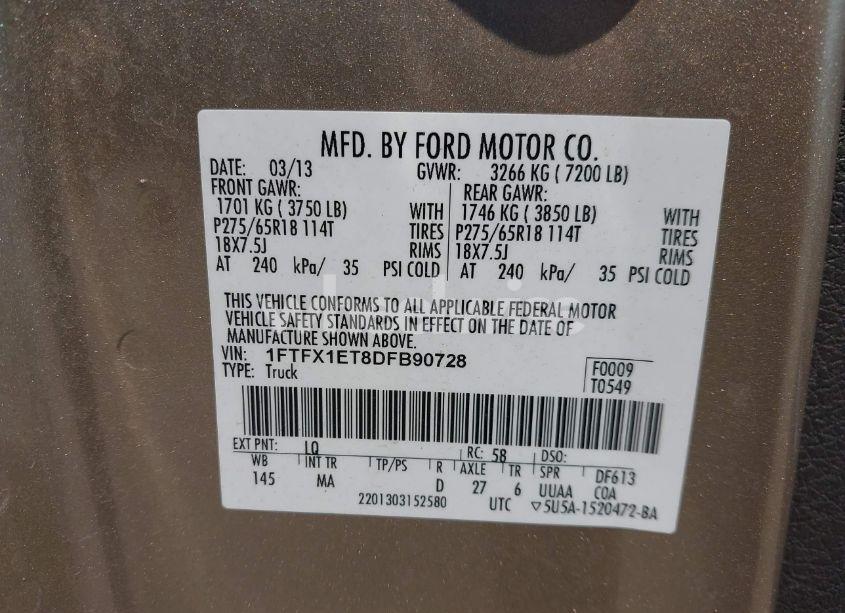 MFD. BY FORD MOTOR CO.
DATE: 03/13 GVWR: 3266 KG ( 7200 LB)
FRONT GAWR: REAR GAWR:
1701 KG ( 3750 LB) WITH 1746 KG ( 3850 LB) WITH
P275/65R18 114T TIRES P275/65R18 114T TIRES
18X7.5J RIMS 18X7.5J RIMS
AT 240 kPa/ 35 PSI COLD AT 240 kPa/ 35 PSI COLD
THIS VEHICLE CONFORMS TO ALL APPLICABLE FEDERAL MOTOR
VEHICLE SAFETY STANDARDS IN EFFECT ON THE DATE OF
MANUFACTURE SHOWN ABOVE.
VIN: 1FTFX1ET8DFB90728
TYPE: Truck
F0009
T0549
EXT PNT: LQ RC: 58 DSO:
WB INT TR TP/PS R AXLE TR SPR DF613
145 MA D 27 6 UUAA COA
2201303152580 UTC ▽5U5A-1520472-BA